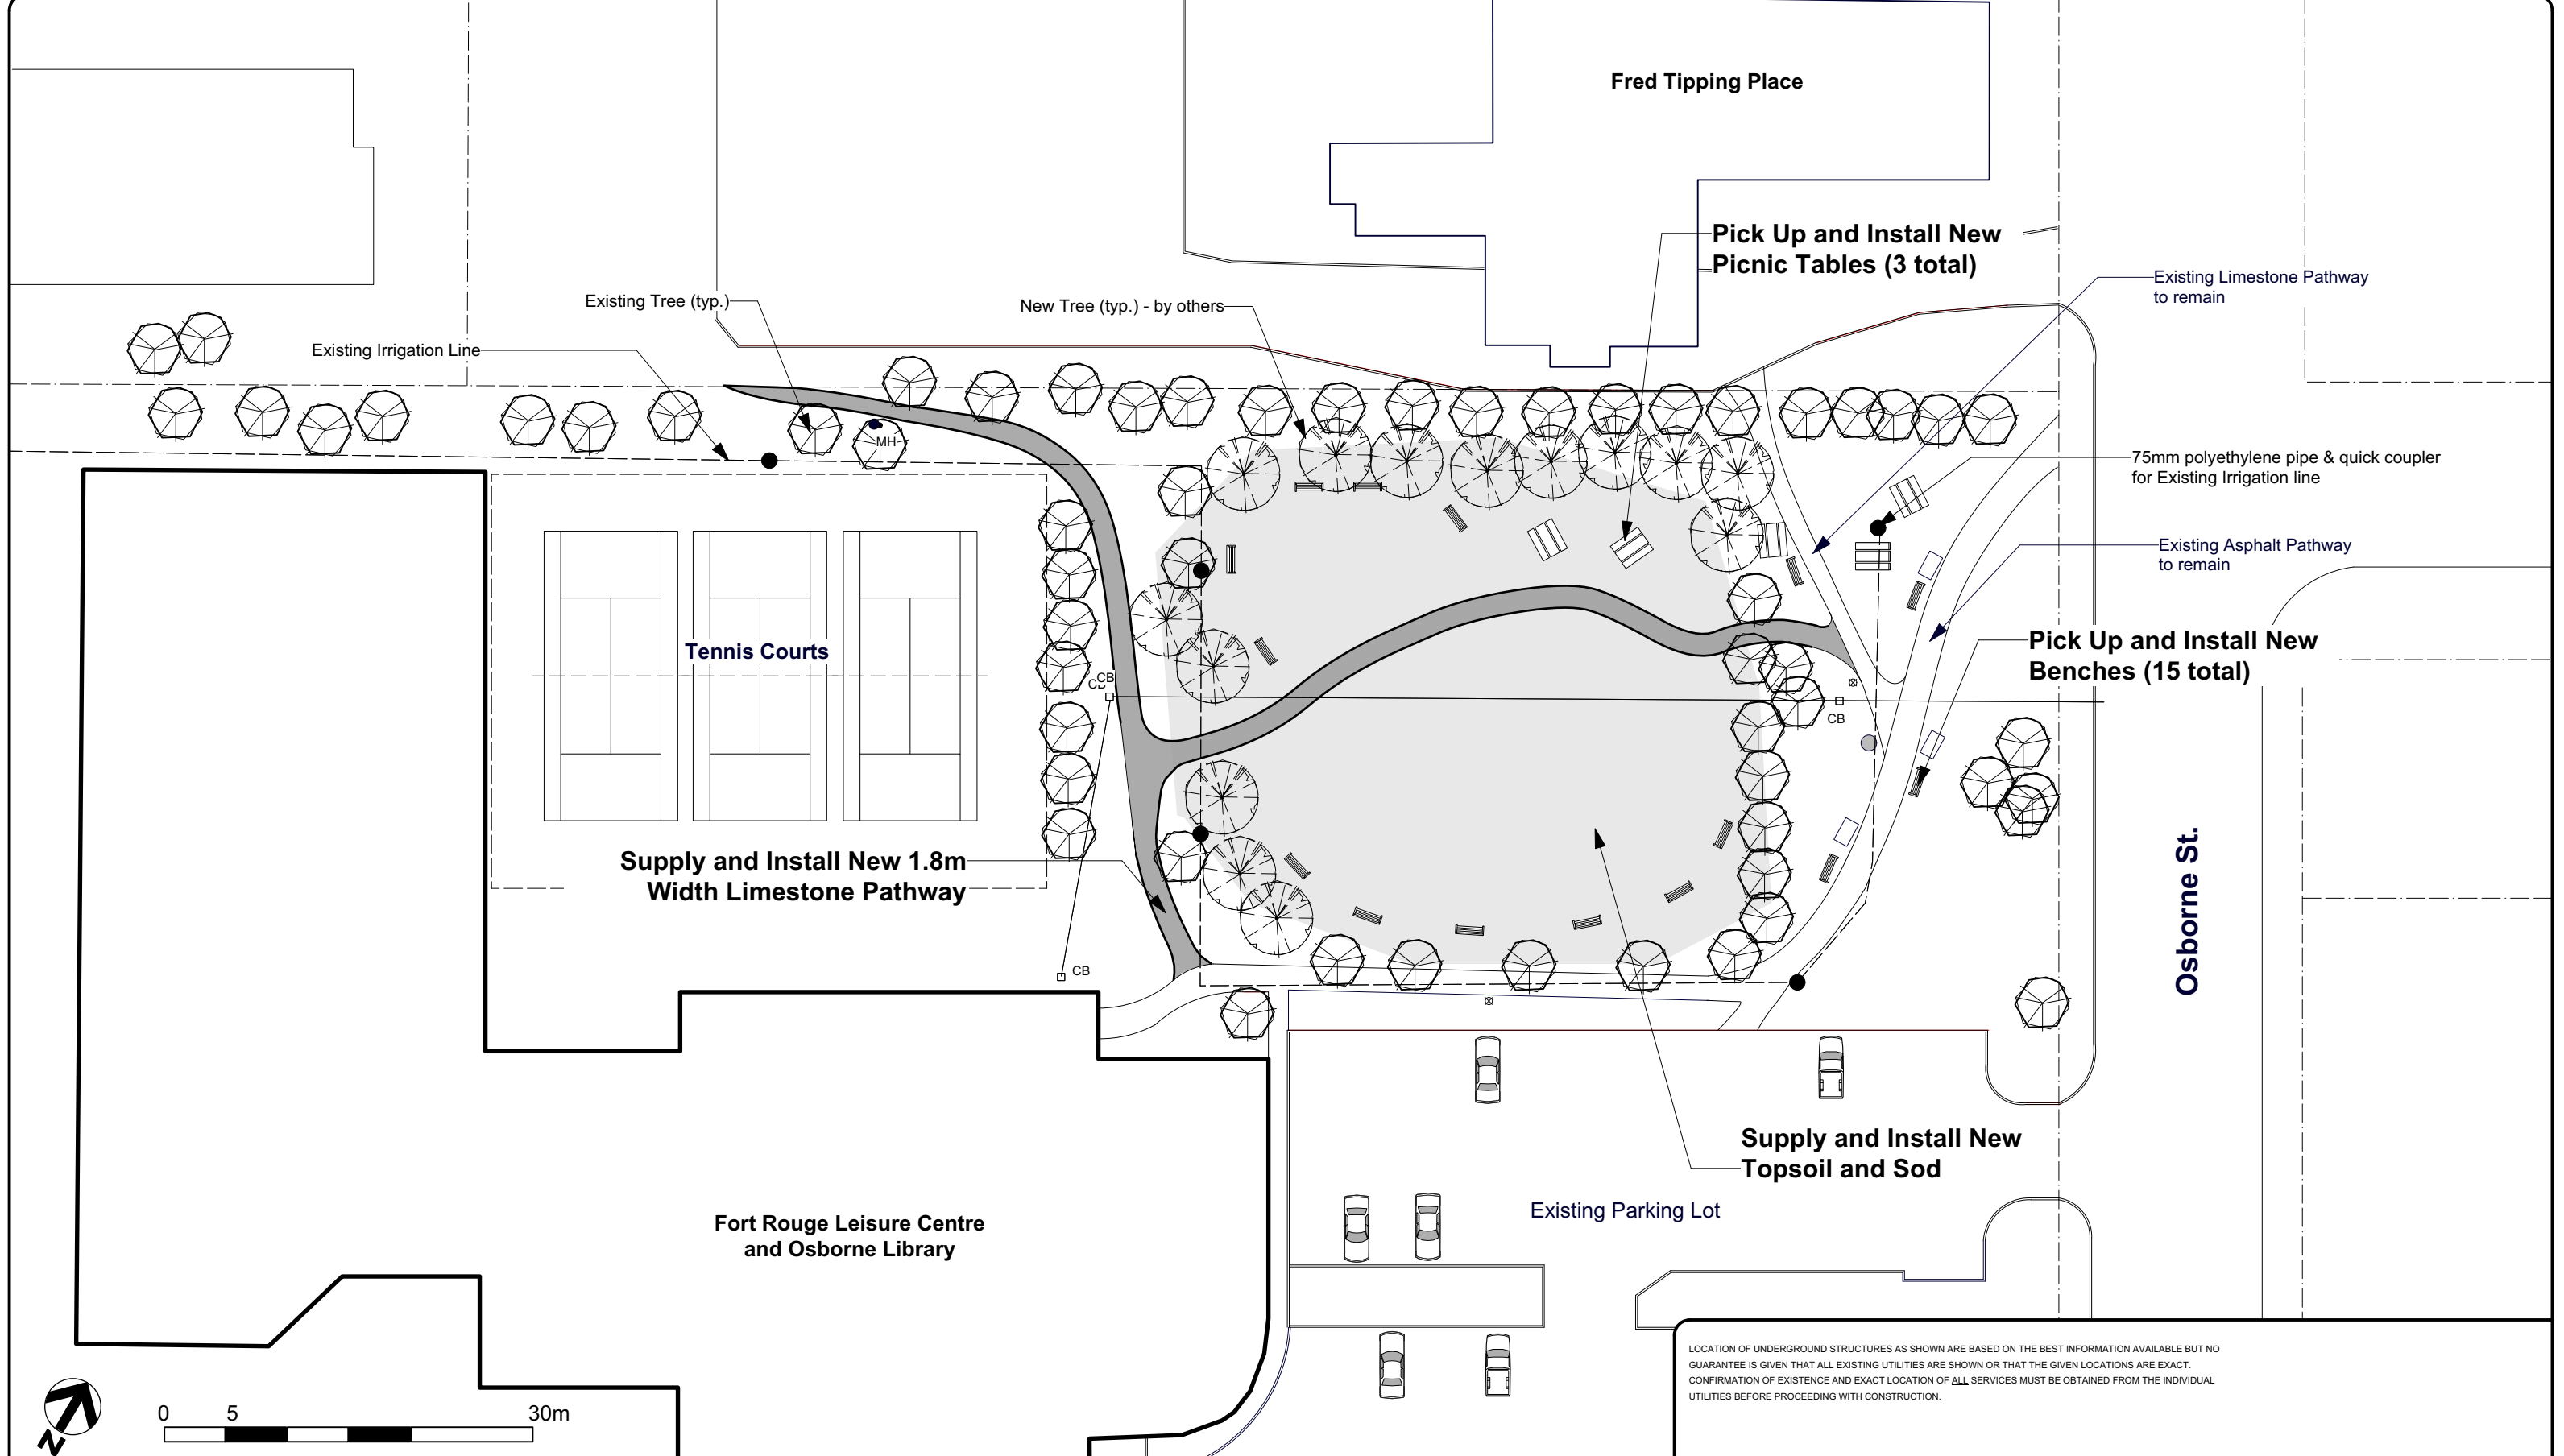 Fred Tipping Place
Pick Up and Install New
Picnic Tables (3 total)
Existing Limestone Pathway
to remain
Existing Tree (typ.)
New Tree (typ.) - by others
Existing Irrigation Line
MH
75mm polyethylene pipe & quick coupler
for Existing Irrigation line
Existing Asphalt Pathway
to remain
Tennis Courts
Pick Up and Install New
Benches (15 total)
CB
CB
CB
Supply and Install New 1.8m
Width Limestone Pathway
CB
Osborne St.
Supply and Install New
Topsoil and Sod
Existing Parking Lot
Fort Rouge Leisure Centre
and Osborne Library
LOCATION OF UNDERGROUND STRUCTURES AS SHOWN ARE BASED ON THE BEST INFORMATION AVAILABLE BUT NO
GUARANTEE IS GIVEN THAT ALL EXISTING UTILITIES ARE SHOWN OR THAT THE GIVEN LOCATIONS ARE EXACT.
CONFIRMATION OF EXISTENCE AND EXACT LOCATION OF ALL SERVICES MUST BE OBTAINED FROM THE INDIVIDUAL
UTILITIES BEFORE PROCEEDING WITH CONSTRUCTION.
N
0 5 30m